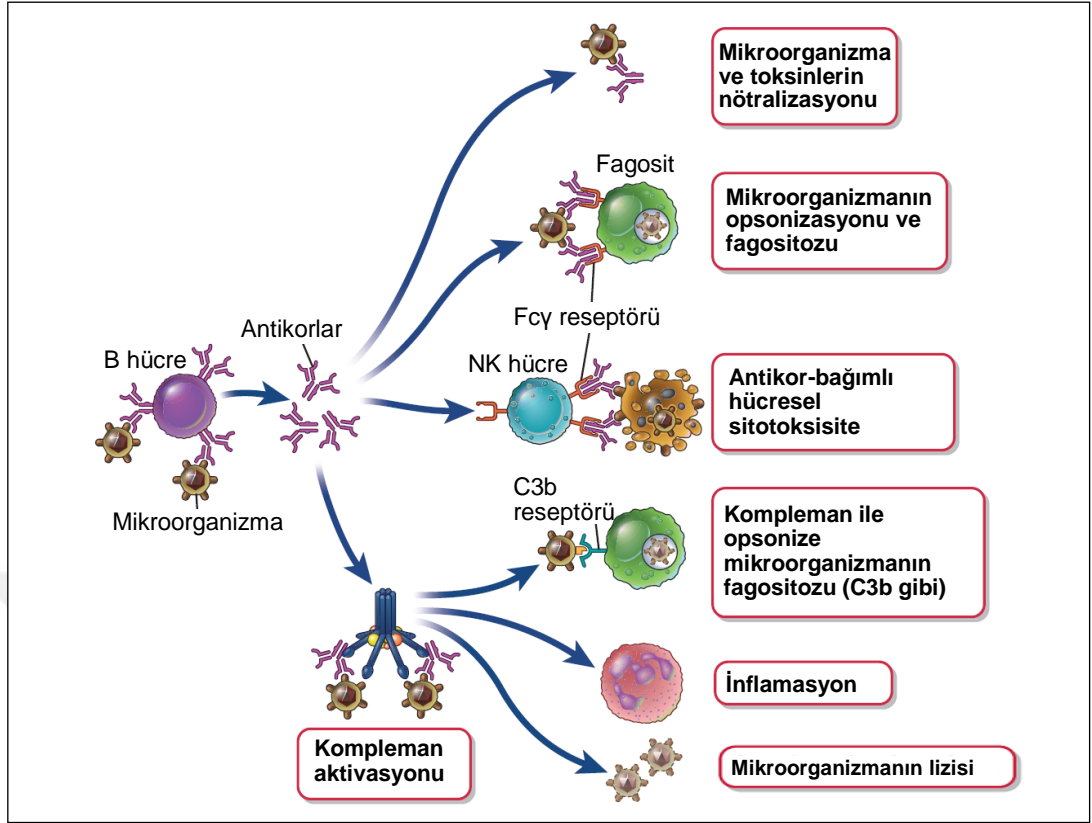 Mikroorganizma
ve toksinlerin
nötralizasyonu
Fagosit
Mikroorganizmanın
opsonizasyonu ve
fagositozu
Fcγ reseptörü
Antikorlar
B hücre
NK hücre
Antikor-bağımlı
hücresel
sitotoksisite
Mikroorganizma
C3b
reseptörü
Kompleman ile
opsonize
mikroorganizmanın
fagositozu (C3b gibi)
İnflamasyon
Kompleman
aktivasyonu
Mikroorganizmanın lizisi